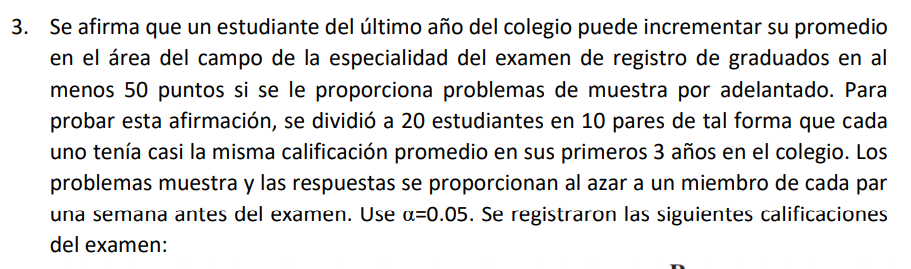 3. Se afirma que un estudiante del último año del colegio puede incrementar su promedio
en el área del campo de la especialidad del examen de registro de graduados en al
menos 50 puntos si se le proporciona problemas de muestra por adelantado. Para
probar esta afirmación, se dividió a 20 estudiantes en 10 pares de tal forma que cada
uno tenía casi la misma calificación promedio en sus primeros 3 años en el colegio. Los
problemas muestra y las respuestas se proporcionan al azar a un miembro de cada par
una semana antes del examen. Use α=0.05. Se registraron las siguientes calificaciones
del examen: